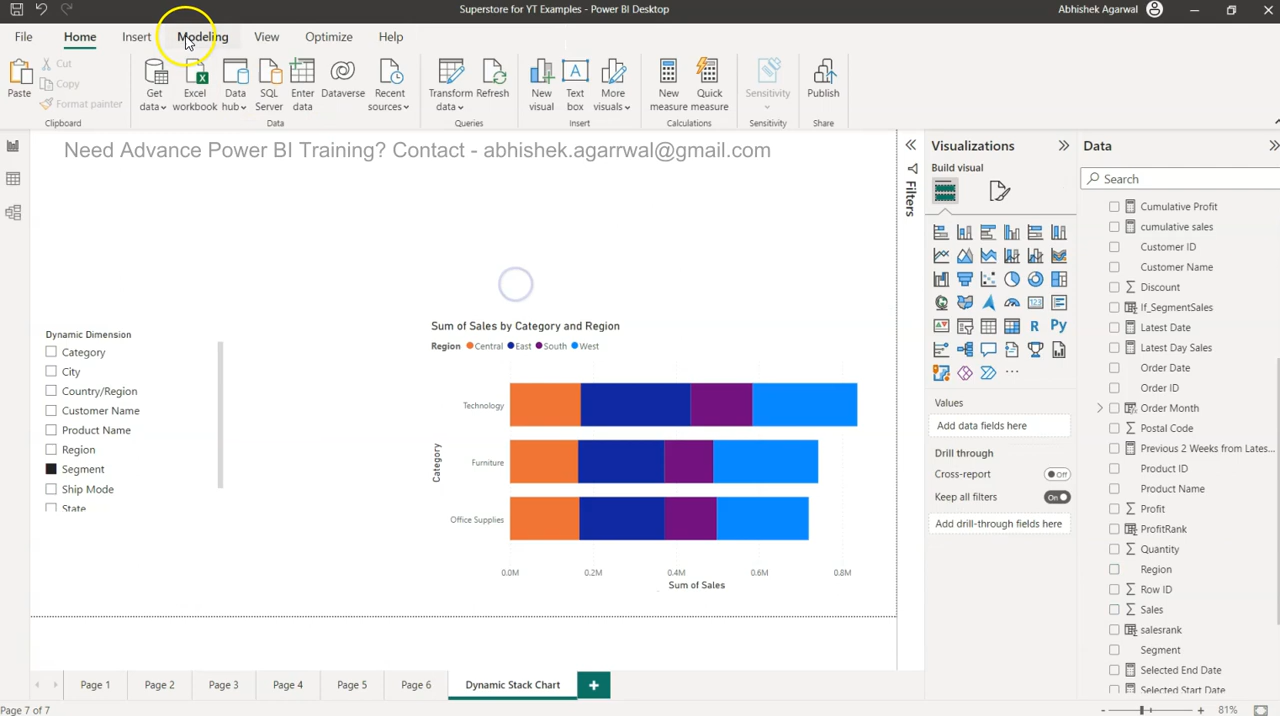 Superstore for YT Examples - Power BI Desktop
Abhishek Agarwal
File Home Insert Modeling View Optimize Help
Paste
Cut
Copy
Format painter
Clipboard
Get data
Excel workbook
Data hub
SQL Server
Enter data
Dataverse
Recent sources
Data
Transform data
Refresh
Queries
New visual
Text box
More visuals
Insert
New measure
Quick measure
Calculations
Sensitivity
Sensitivity
Publish
Share
Need Advance Power BI Training? Contact - abhishek.agarrwal@gmail.com
Dynamic Dimension
Category
City
Country/Region
Customer Name
Product Name
Region
Segment
Ship Mode
State
Sum of Sales by Category and Region
Region Central East South West
Technology
Furniture
Office Supplies
Category
0.0M 0.2M 0.4M 0.6M 0.8M
Sum of Sales
Filters
Visualizations
Build visual
R Py
123
...
Values
Add data fields here
Drill through
Cross-report Off
Keep all filters On
Add drill-through fields here
Data
Search
Cumulative Profit
cumulative sales
Customer ID
Customer Name
Discount
If_SegmentSales
Latest Date
Latest Day Sales
Order Date
Order ID
Order Month
Postal Code
Previous 2 Weeks from Lates...
Product ID
Product Name
Profit
ProfitRank
Quantity
Region
Row ID
Sales
salesrank
Segment
Selected End Date
Selected Start Date
Page 1 Page 2 Page 3 Page 4 Page 5 Page 6 Dynamic Stack Chart
Page 7 of 7
81%